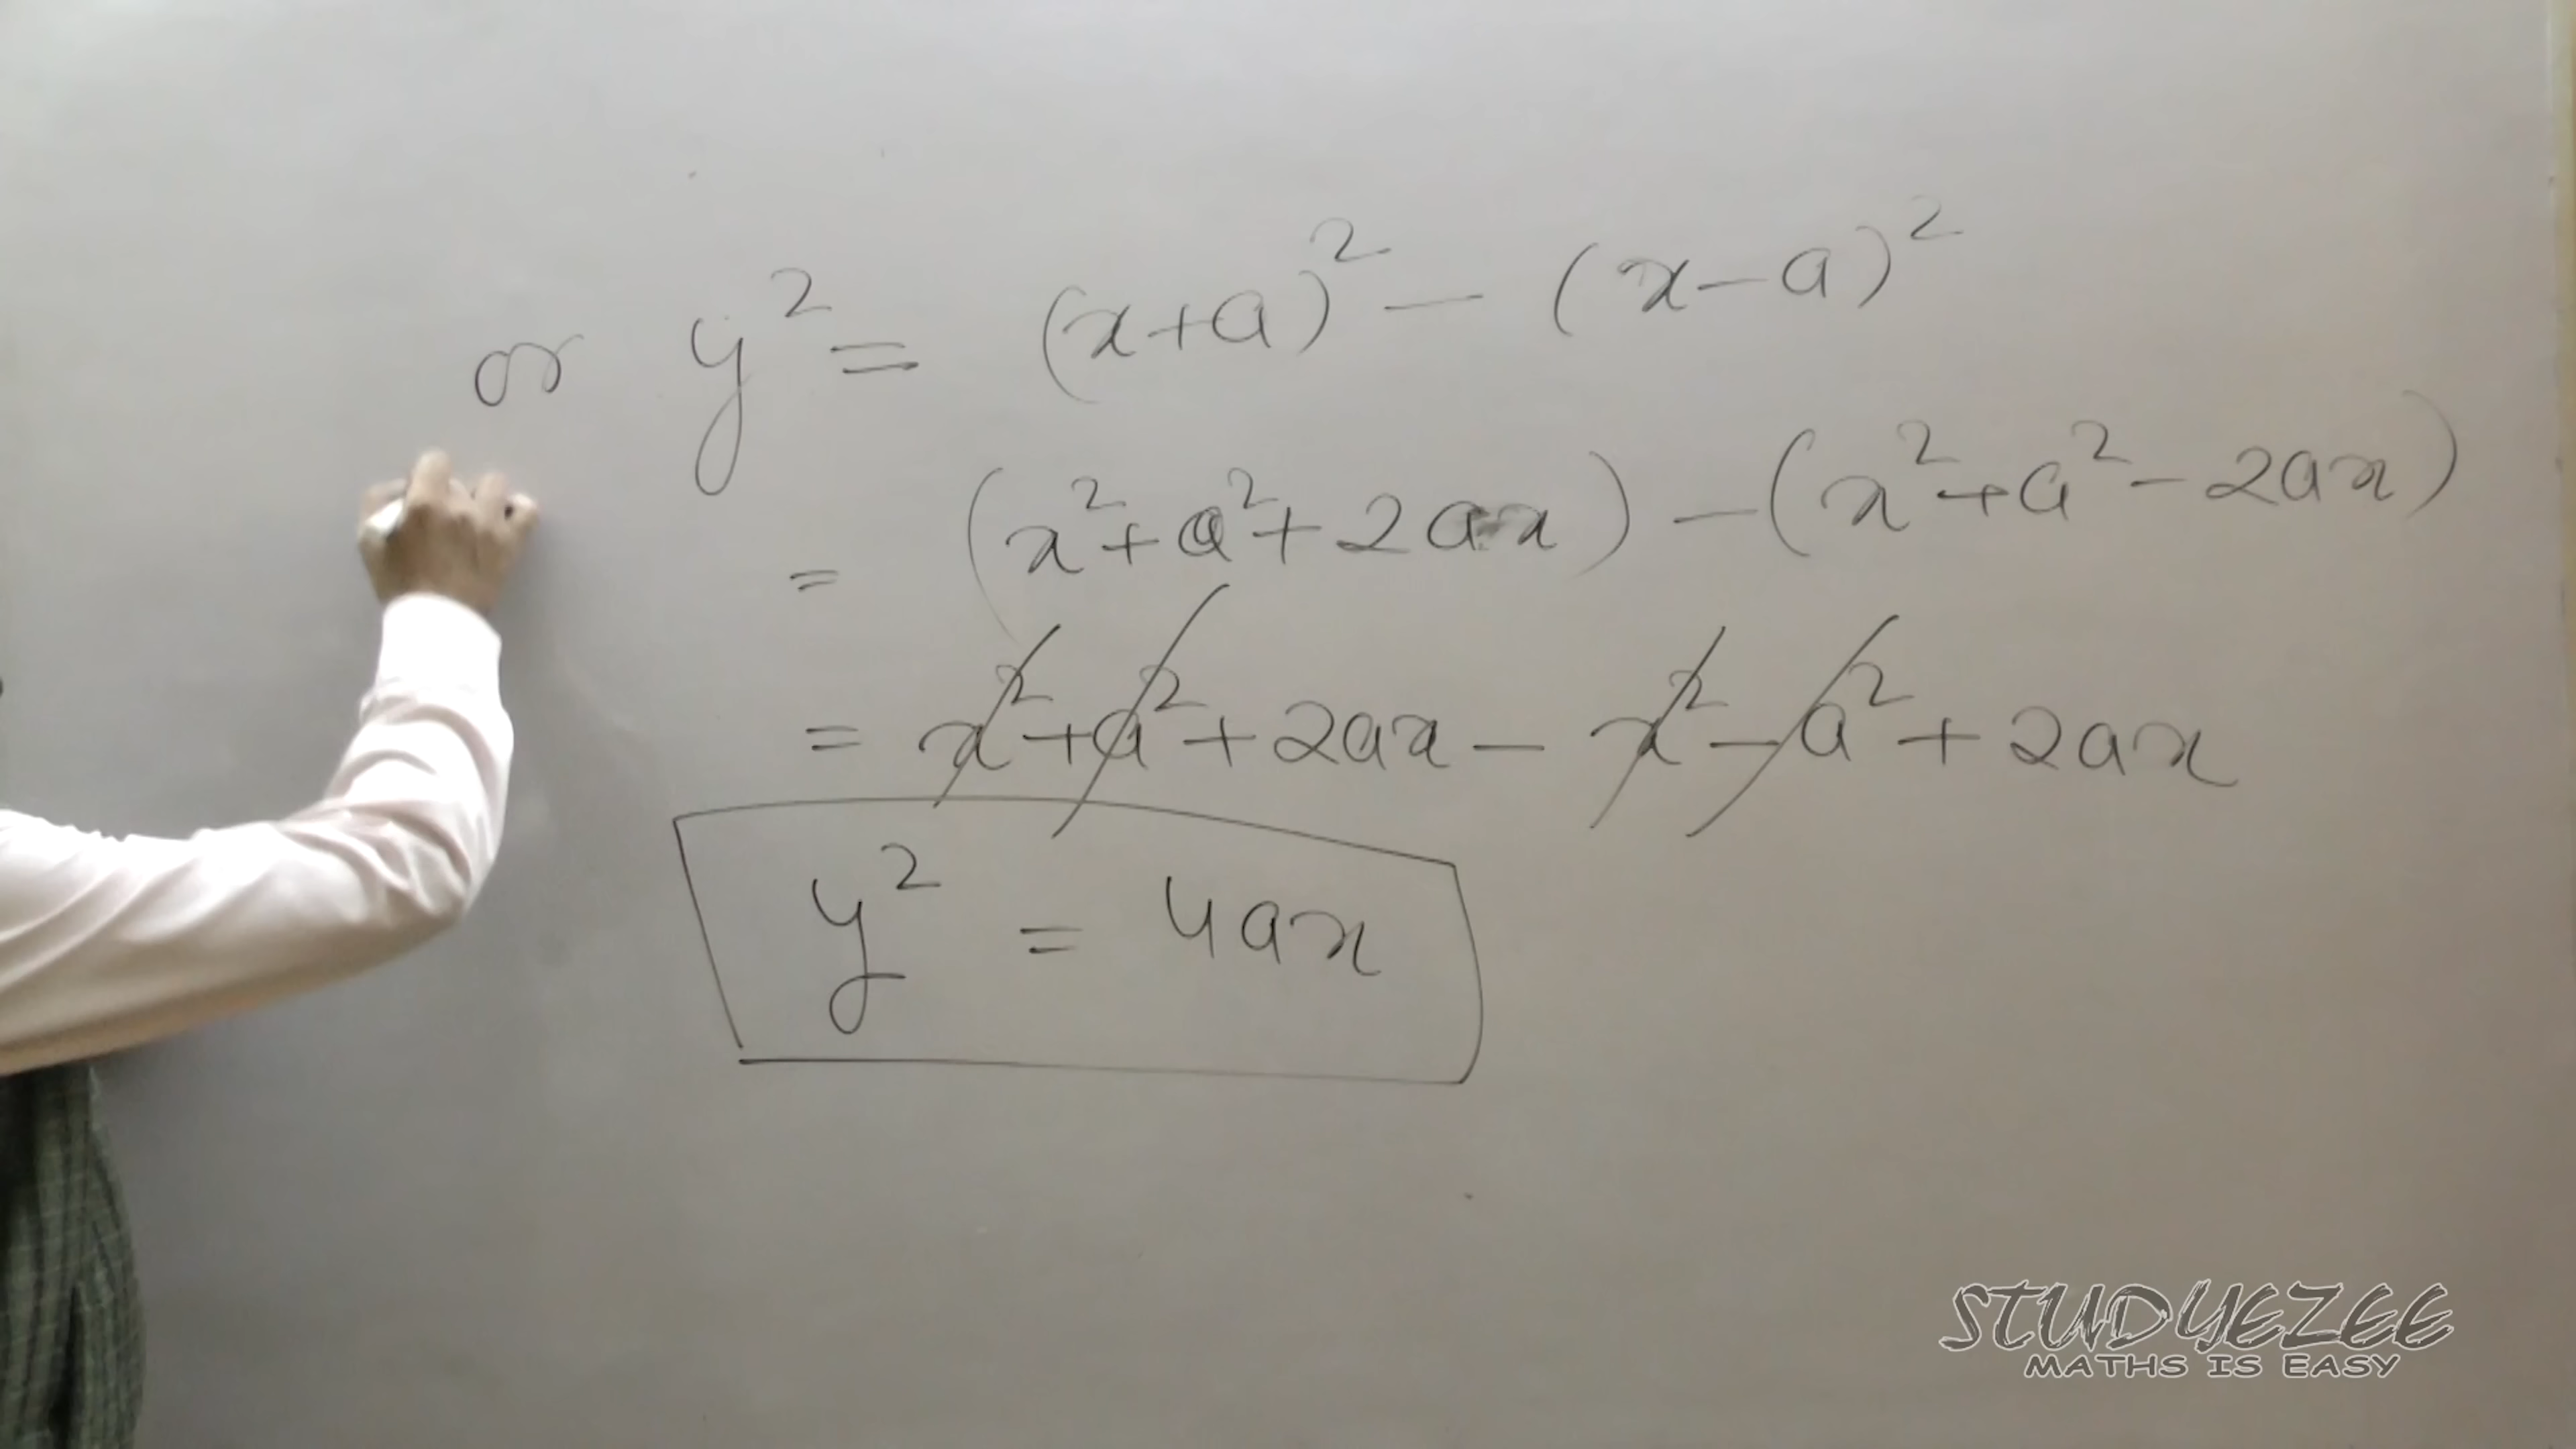 or y² = (x+a)² - (x-a)²
= (x²+a²+2ax) - (x²+a²-2ax)
= x²+a²+2ax - x²-a²+2ax
y² = 4ax
STUDYEZEE
MATHS IS EASY